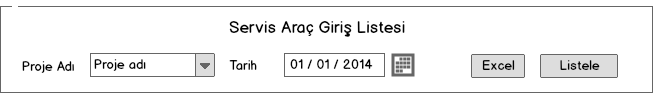 Servis Araç Giriş Listesi
Proje Adı Proje adı Tarih 01 / 01 / 2014 Excel Listele